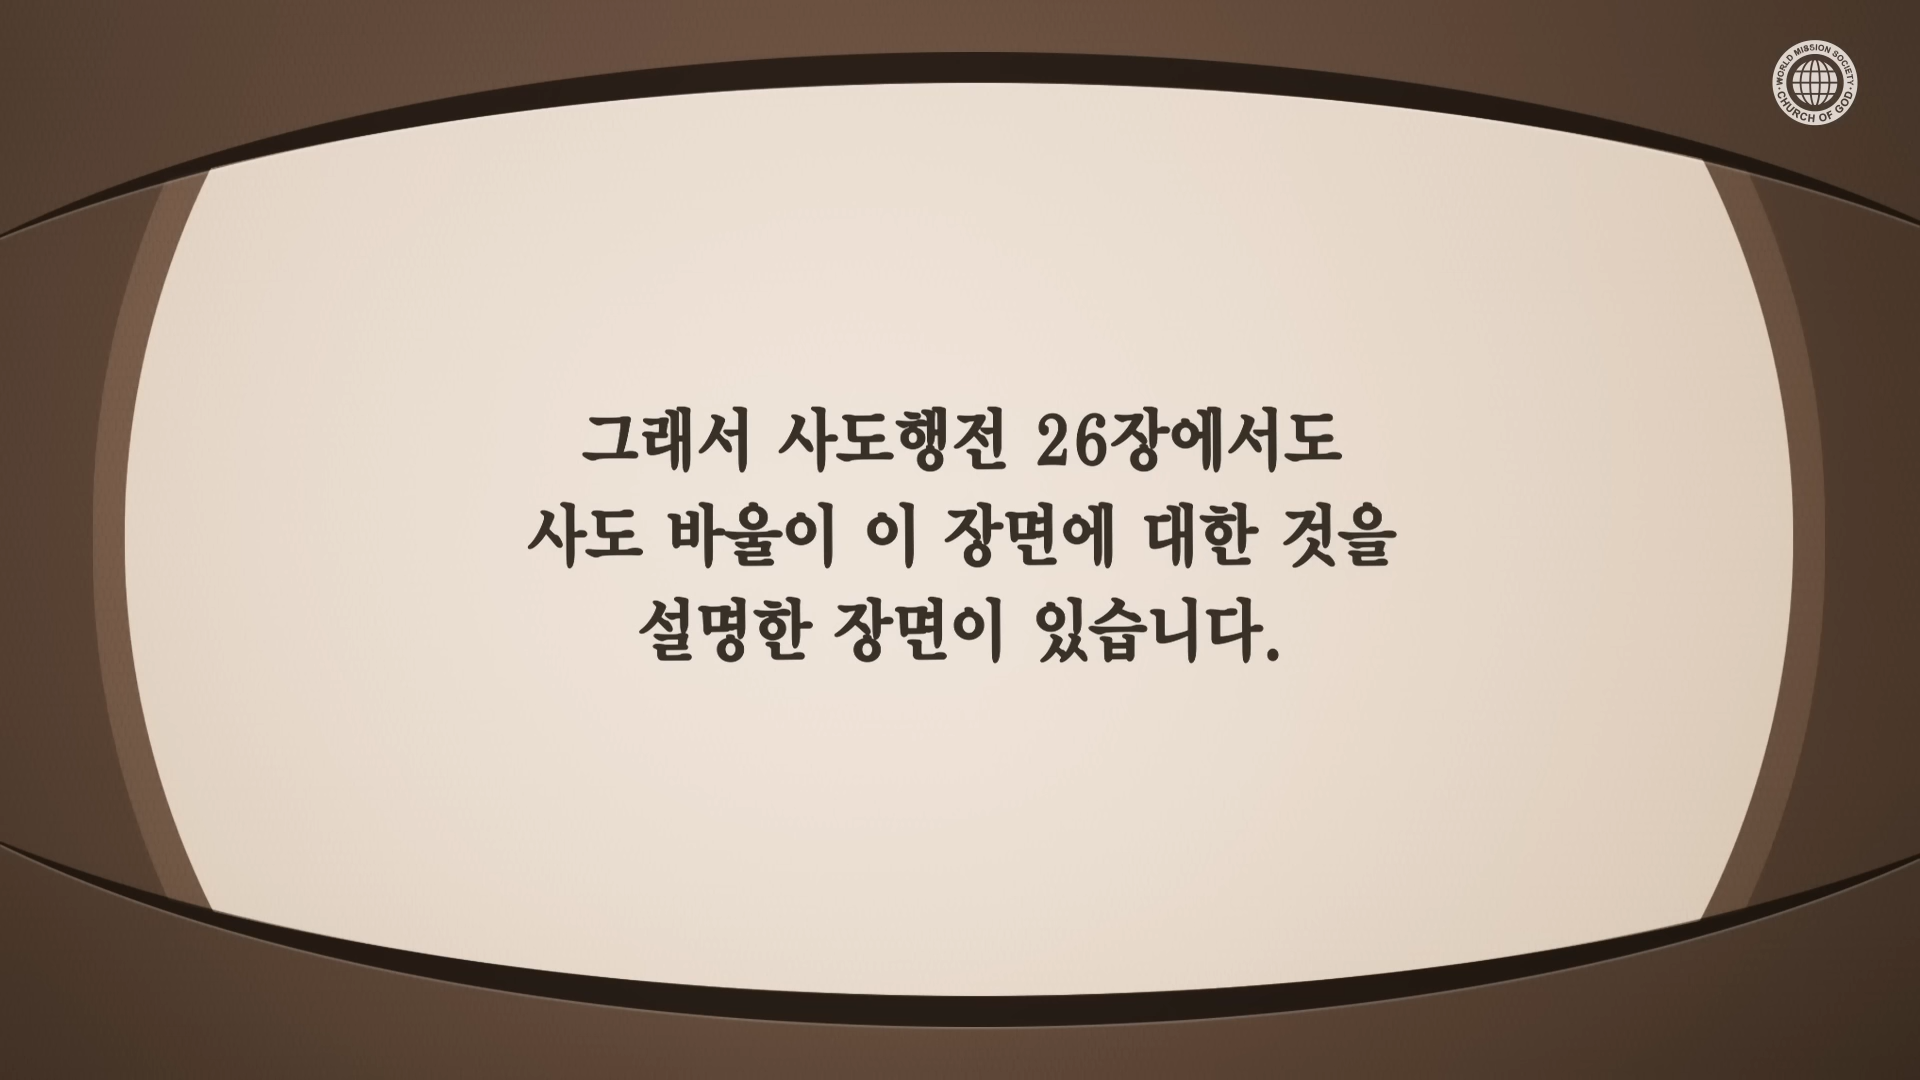 WORLD MISSION SOCIETY
CHURCH OF GOD
그래서 사도행전 26장에서도
사도 바울이 이 장면에 대한 것을
설명한 장면이 있습니다.